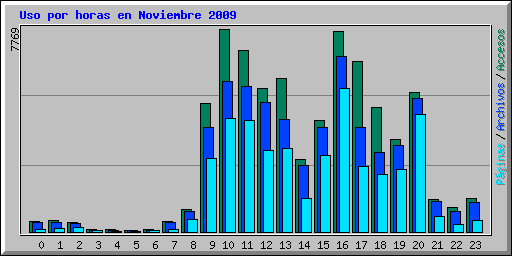 Uso por horas en Noviembre 2009
7769
Páginas / Archivos / Accesos
0 1 2 3 4 5 6 7 8 9 10 11 12 13 14 15 16 17 18 19 20 21 22 23